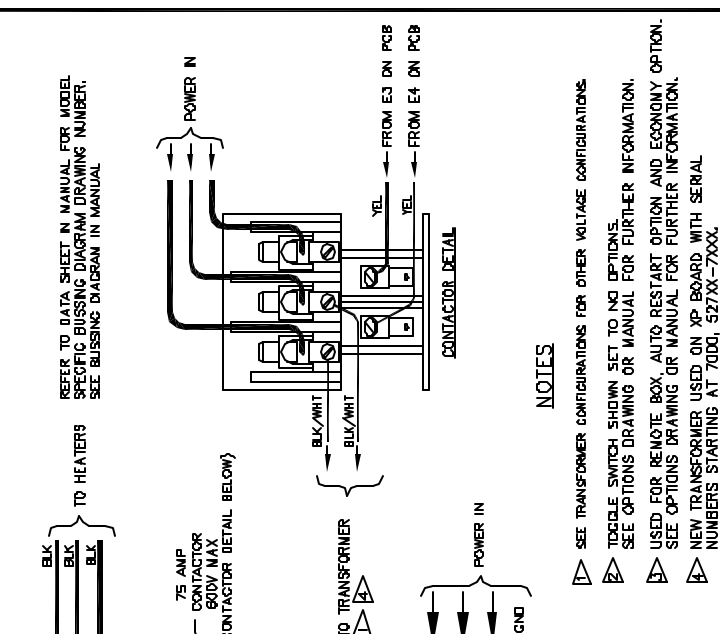 REFER TO DATA SHEET IN MANUAL FOR MODEL
SPECIFIC BUSSING DIAGRAM DRAWING NUMBER.
SEE BUSSING DIAGRAM IN MANUAL
POWER IN
FROM E3 ON PCB
FROM E4 ON PCB
YEL
YEL
CONTACTOR DETAIL
BLK/WHT
BLK/WHT
TO HEATERS
BLK
BLK
BLK
75 AMP
CONTACTOR
600V MAX
CONTACTOR DETAIL BELOW}
TO TRANSFORMER
1 4
POWER IN
GND
NOTES
1 SEE TRANSFORMER CONFIGURATIONS FOR OTHER VOLTAGE CONFIGURATIONS.
2 TOGGLE SWITCH SHOWN SET TO NO OPTIONS.
SEE OPTIONS DRAWING OR MANUAL FOR FURTHER INFORMATION.
3 USED FOR REMOTE BOX, AUTO RESTART OPTION AND ECONOMY OPTION.
SEE OPTIONS DRAWING OR MANUAL FOR FURTHER INFORMATION.
4 NEW TRANSFORMER USED ON XP BOARD WITH SERIAL
NUMBERS STARTING AT 7000, 527XX-7XXX.